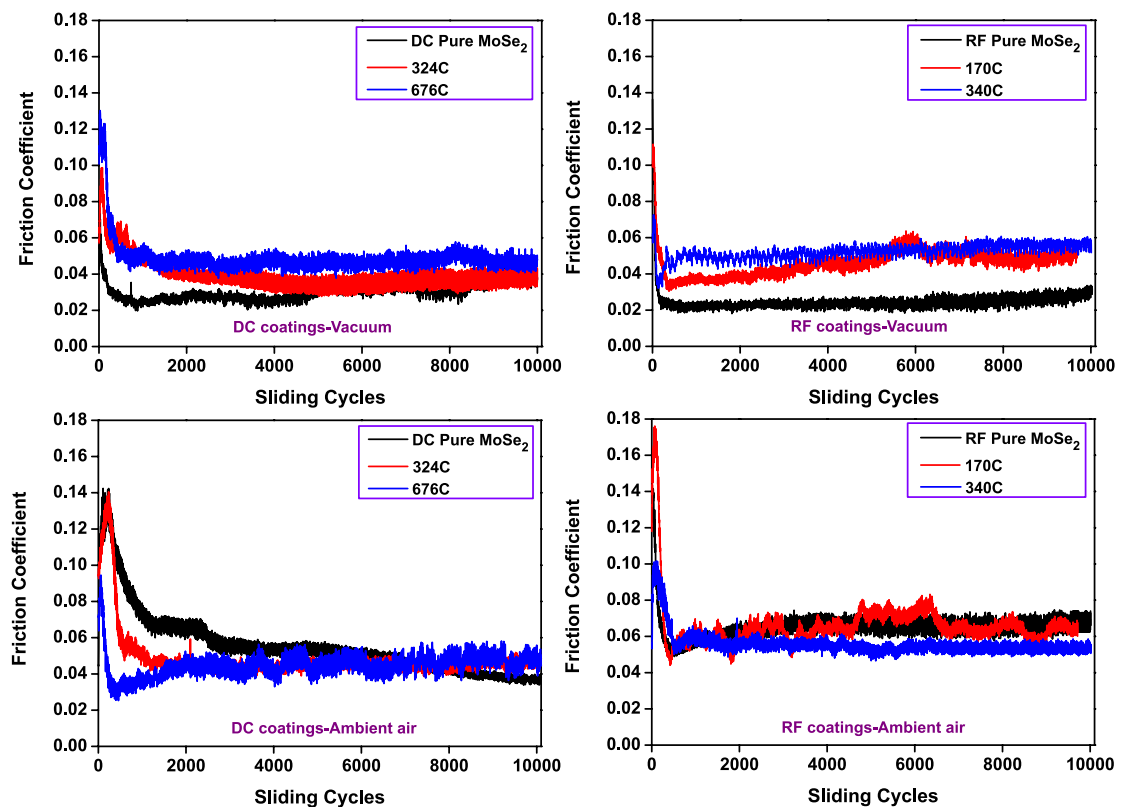 0.18
0.16
0.14
0.12
0.10
0.08
0.06
0.04
0.02
0.00
Friction Coefficient
DC Pure MoSe2
324C
676C
DC coatings-Vacuum
0 2000 4000 6000 8000 10000
Sliding Cycles
0.18
0.16
0.14
0.12
0.10
0.08
0.06
0.04
0.02
0.00
Friction Coefficient
RF Pure MoSe2
170C
340C
RF coatings-Vacuum
0 2000 4000 6000 8000 10000
Sliding Cycles
0.18
0.16
0.14
0.12
0.10
0.08
0.06
0.04
0.02
0.00
Friction Coefficient
DC Pure MoSe2
324C
676C
DC coatings-Ambient air
0 2000 4000 6000 8000 10000
Sliding Cycles
0.18
0.16
0.14
0.12
0.10
0.08
0.06
0.04
0.02
0.00
Friction Coefficient
RF Pure MoSe2
170C
340C
RF coatings-Ambient air
0 2000 4000 6000 8000 10000
Sliding Cycles